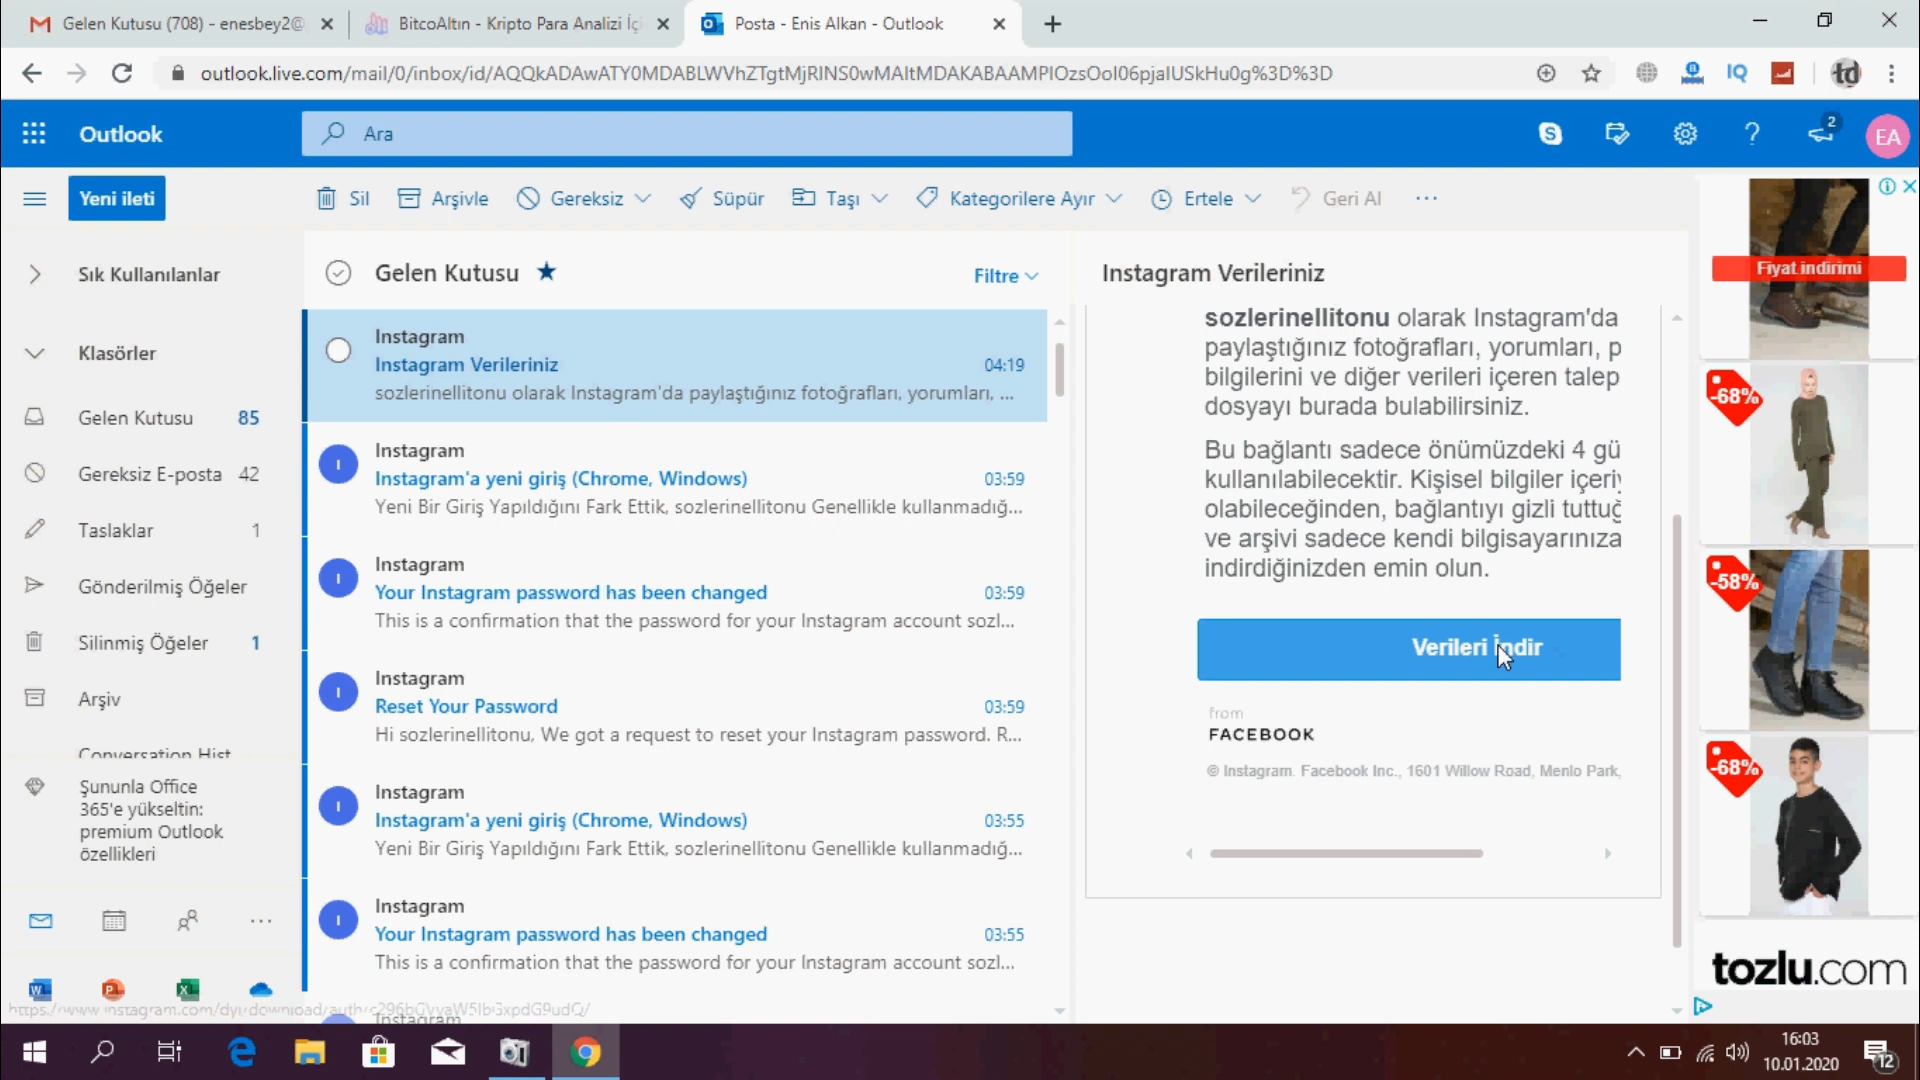 Gelen Kutusu (708) - enesbey2@
BitcoAltın - Kripto Para Analizi İç
Posta - Enis Alkan - Outlook
outlook.live.com/mail/0/inbox/id/
Outlook
Ara
2
EA
Yeni ileti
Sil
Arşivle
Gereksiz
Süpür
Taşı
Kategorilere Ayır
Ertele
Geri Al
Sık Kullanılanlar
Klasörler
Gelen Kutusu 85
Gereksiz E-posta 42
Taslaklar 1
Gönderilmiş Öğeler
Silinmiş Öğeler 1
Arşiv
Conversation Hist
Şununla Office
365'e yükseltin:
premium Outlook
özellikleri
Gelen Kutusu
Filtre
Instagram
Instagram Verileriniz 04:19
sozlerinellitonu olarak Instagram'da paylaştığınız fotoğrafları, yorumları, ...
Instagram
Instagram'a yeni giriş (Chrome, Windows) 03:59
Yeni Bir Giriş Yapıldığını Fark Ettik, sozlerinellitonu Genellikle kullanmadığ...
Instagram
Your Instagram password has been changed 03:59
This is a confirmation that the password for your Instagram account sozl...
Instagram
Reset Your Password 03:59
Hi sozlerinellitonu, We got a request to reset your Instagram password. R...
Instagram
Instagram'a yeni giriş (Chrome, Windows) 03:55
Yeni Bir Giriş Yapıldığını Fark Ettik, sozlerinellitonu Genellikle kullanmadığ...
Instagram
Your Instagram password has been changed 03:55
This is a confirmation that the password for your Instagram account sozl...
Instagram
Instagram Verileriniz
sozlerinellitonu olarak Instagram'da
paylaştığınız fotoğrafları, yorumları, p
bilgilerini ve diğer verileri içeren talep
dosyayı burada bulabilirsiniz.
Bu bağlantı sadece önümüzdeki 4 gü
kullanılabilecektir. Kişisel bilgiler içeriy
olabileceğinden, bağlantıyı gizli tuttuğ
ve arşivi sadece kendi bilgisayarınıza
indirdiğinizden emin olun.
Verileri İndir
from
FACEBOOK
© Instagram. Facebook Inc., 1601 Willow Road, Menlo Park,
Fiyat indirimi
-68%
-58%
-68%
tozlu.com
16:03
10.01.2020
12